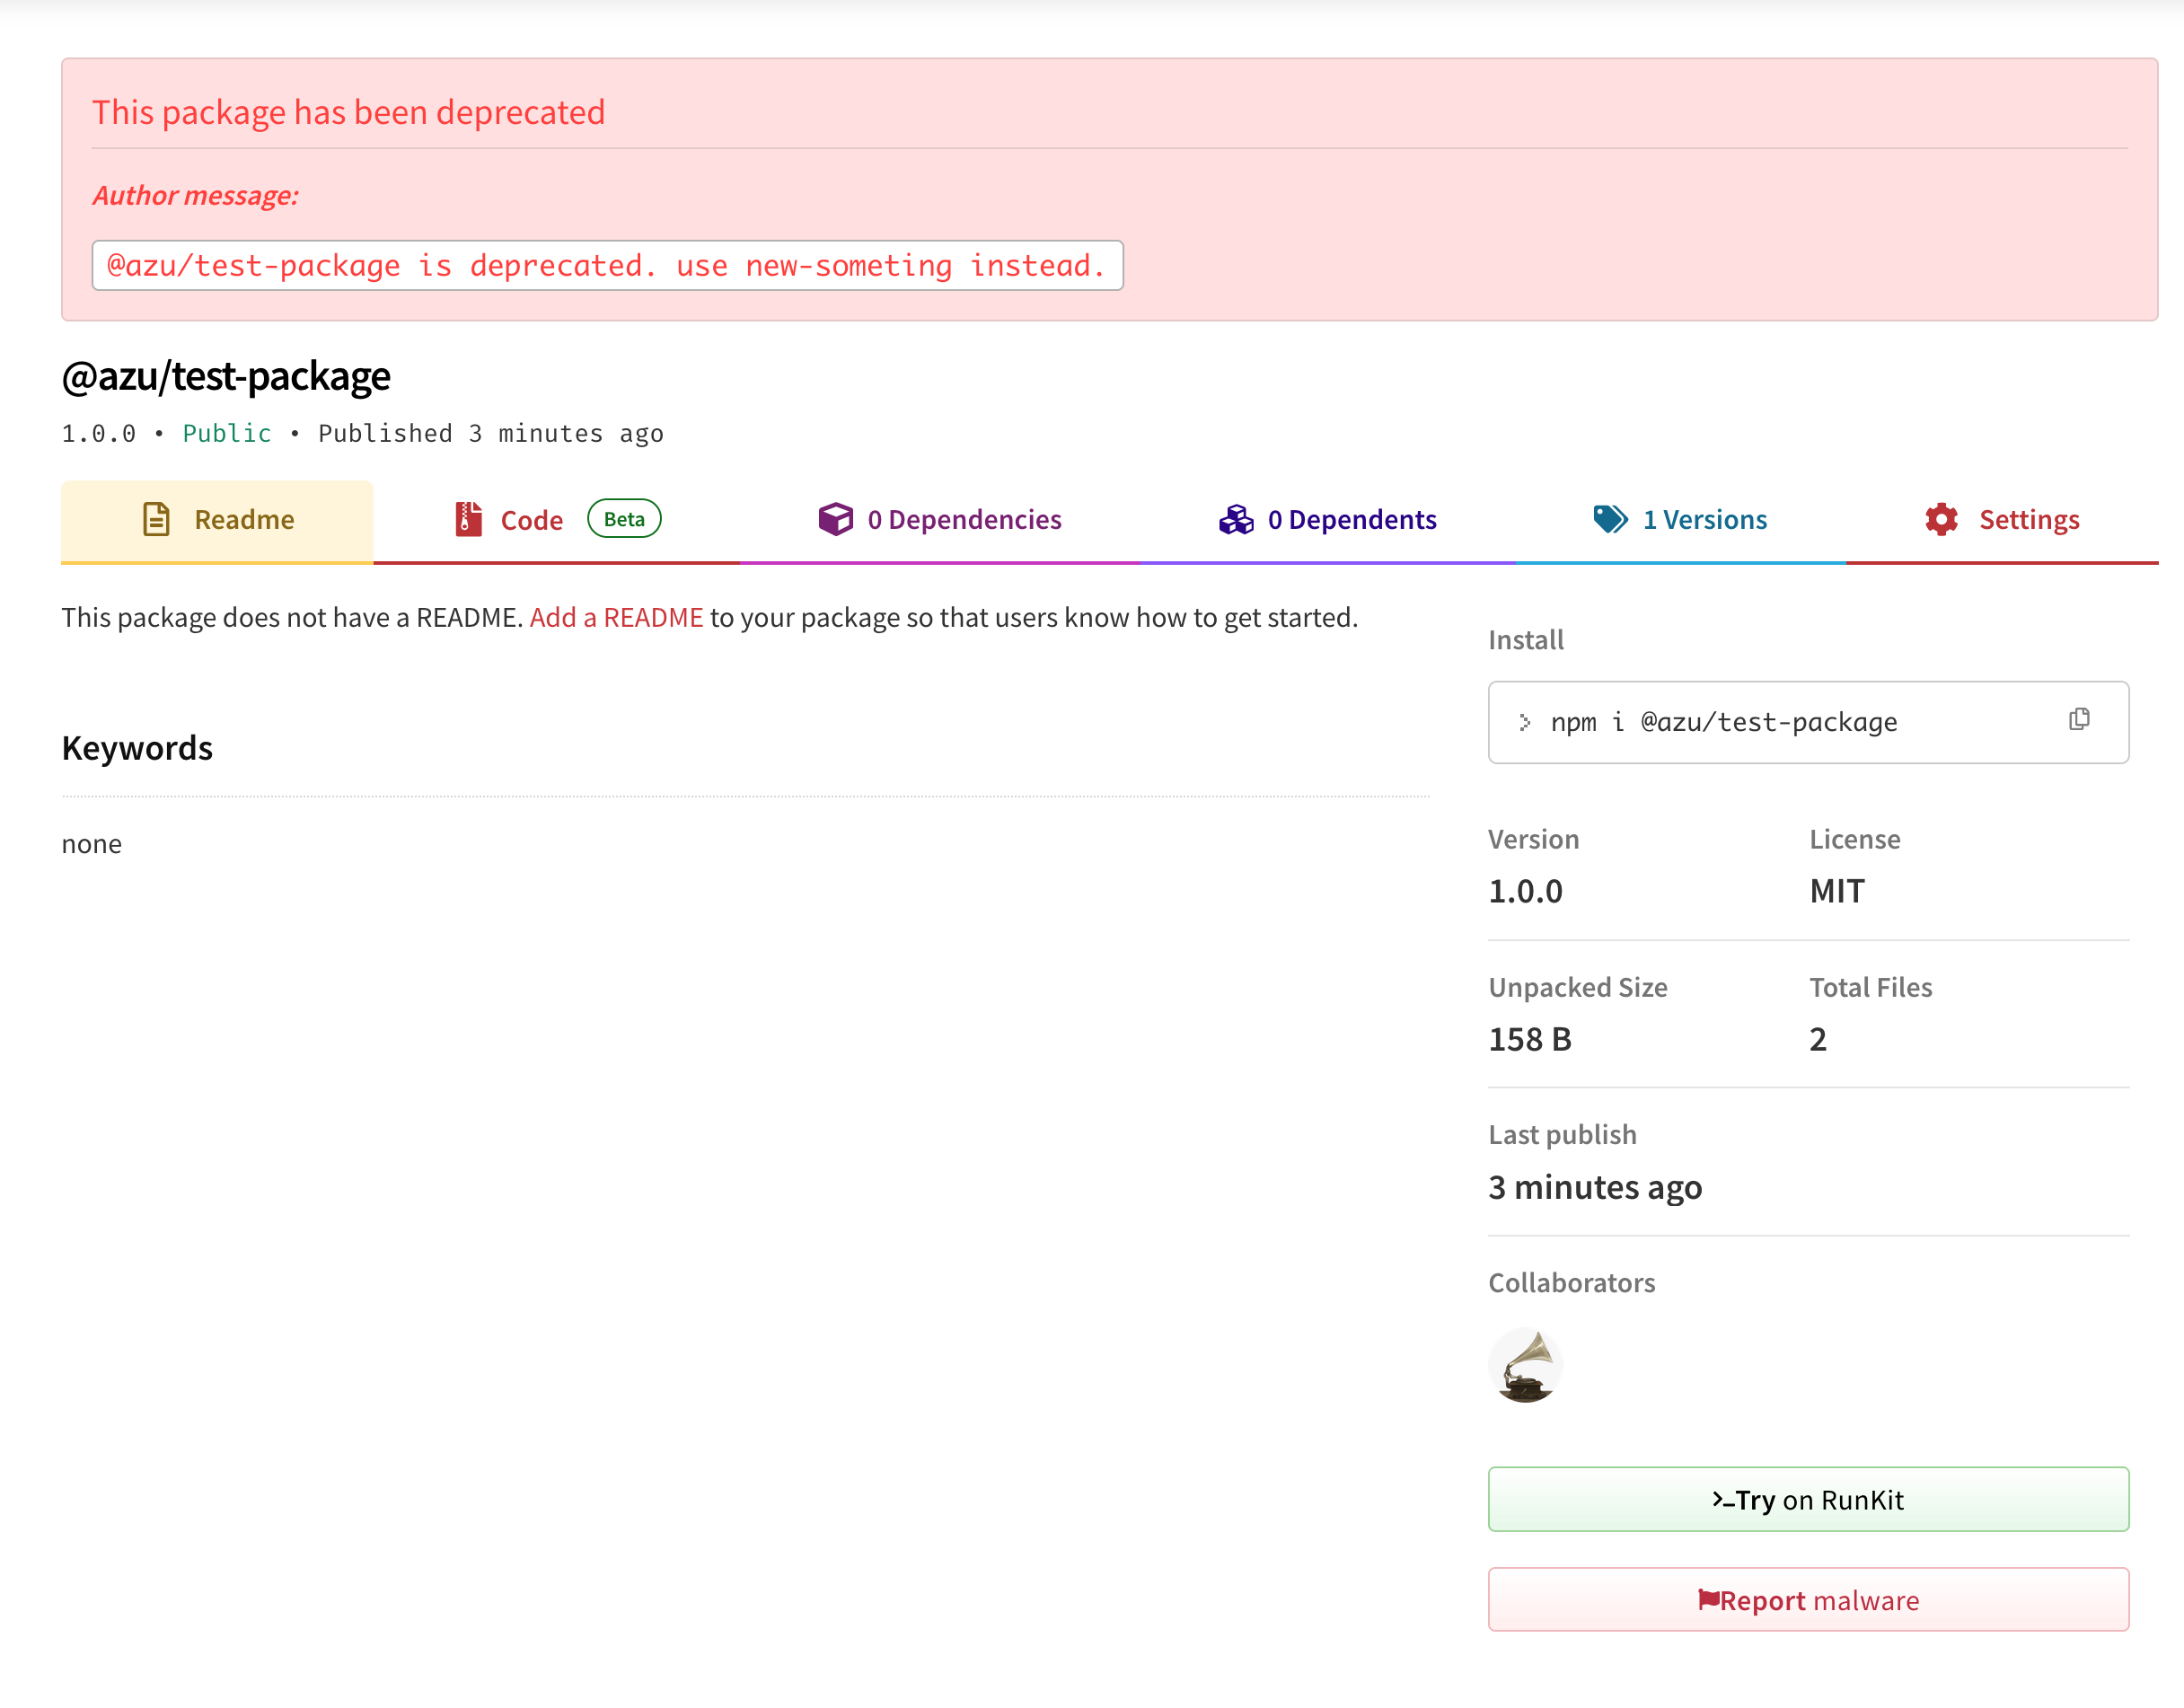 This package has been deprecated
Author message:
@azu/test-package is deprecated. use new-someting instead.
@azu/test-package
1.0.0 • Public • Published 3 minutes ago
Readme
Code Beta
0 Dependencies
0 Dependents
1 Versions
Settings
This package does not have a README. Add a README to your package so that users know how to get started.
Keywords
none
Install
npm i @azu/test-package
Version
1.0.0
License
MIT
Unpacked Size
158 B
Total Files
2
Last publish
3 minutes ago
Collaborators
>_Try on RunKit
Report malware